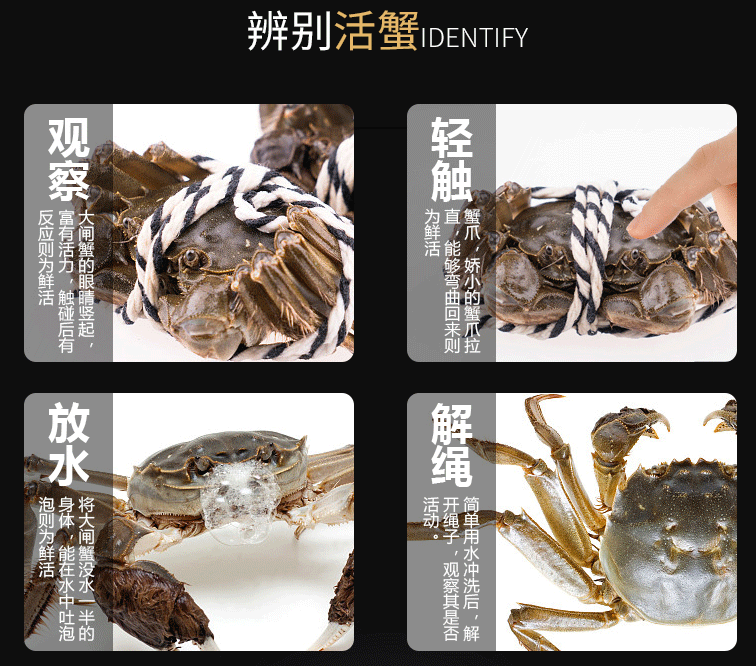 辨别活蟹IDENTIFY
观察
大闸蟹的眼睛竖起，
富有活力，触碰后有
反应则为鲜活
轻触
蟹爪，娇小的蟹爪拉
直，能够弯曲回来则
为鲜活
放水
将大闸蟹没水一半的
身体，能在水中吐泡
泡则为鲜活
解绳
简单用水冲洗后，解
开绳子，观察其是否
活动。